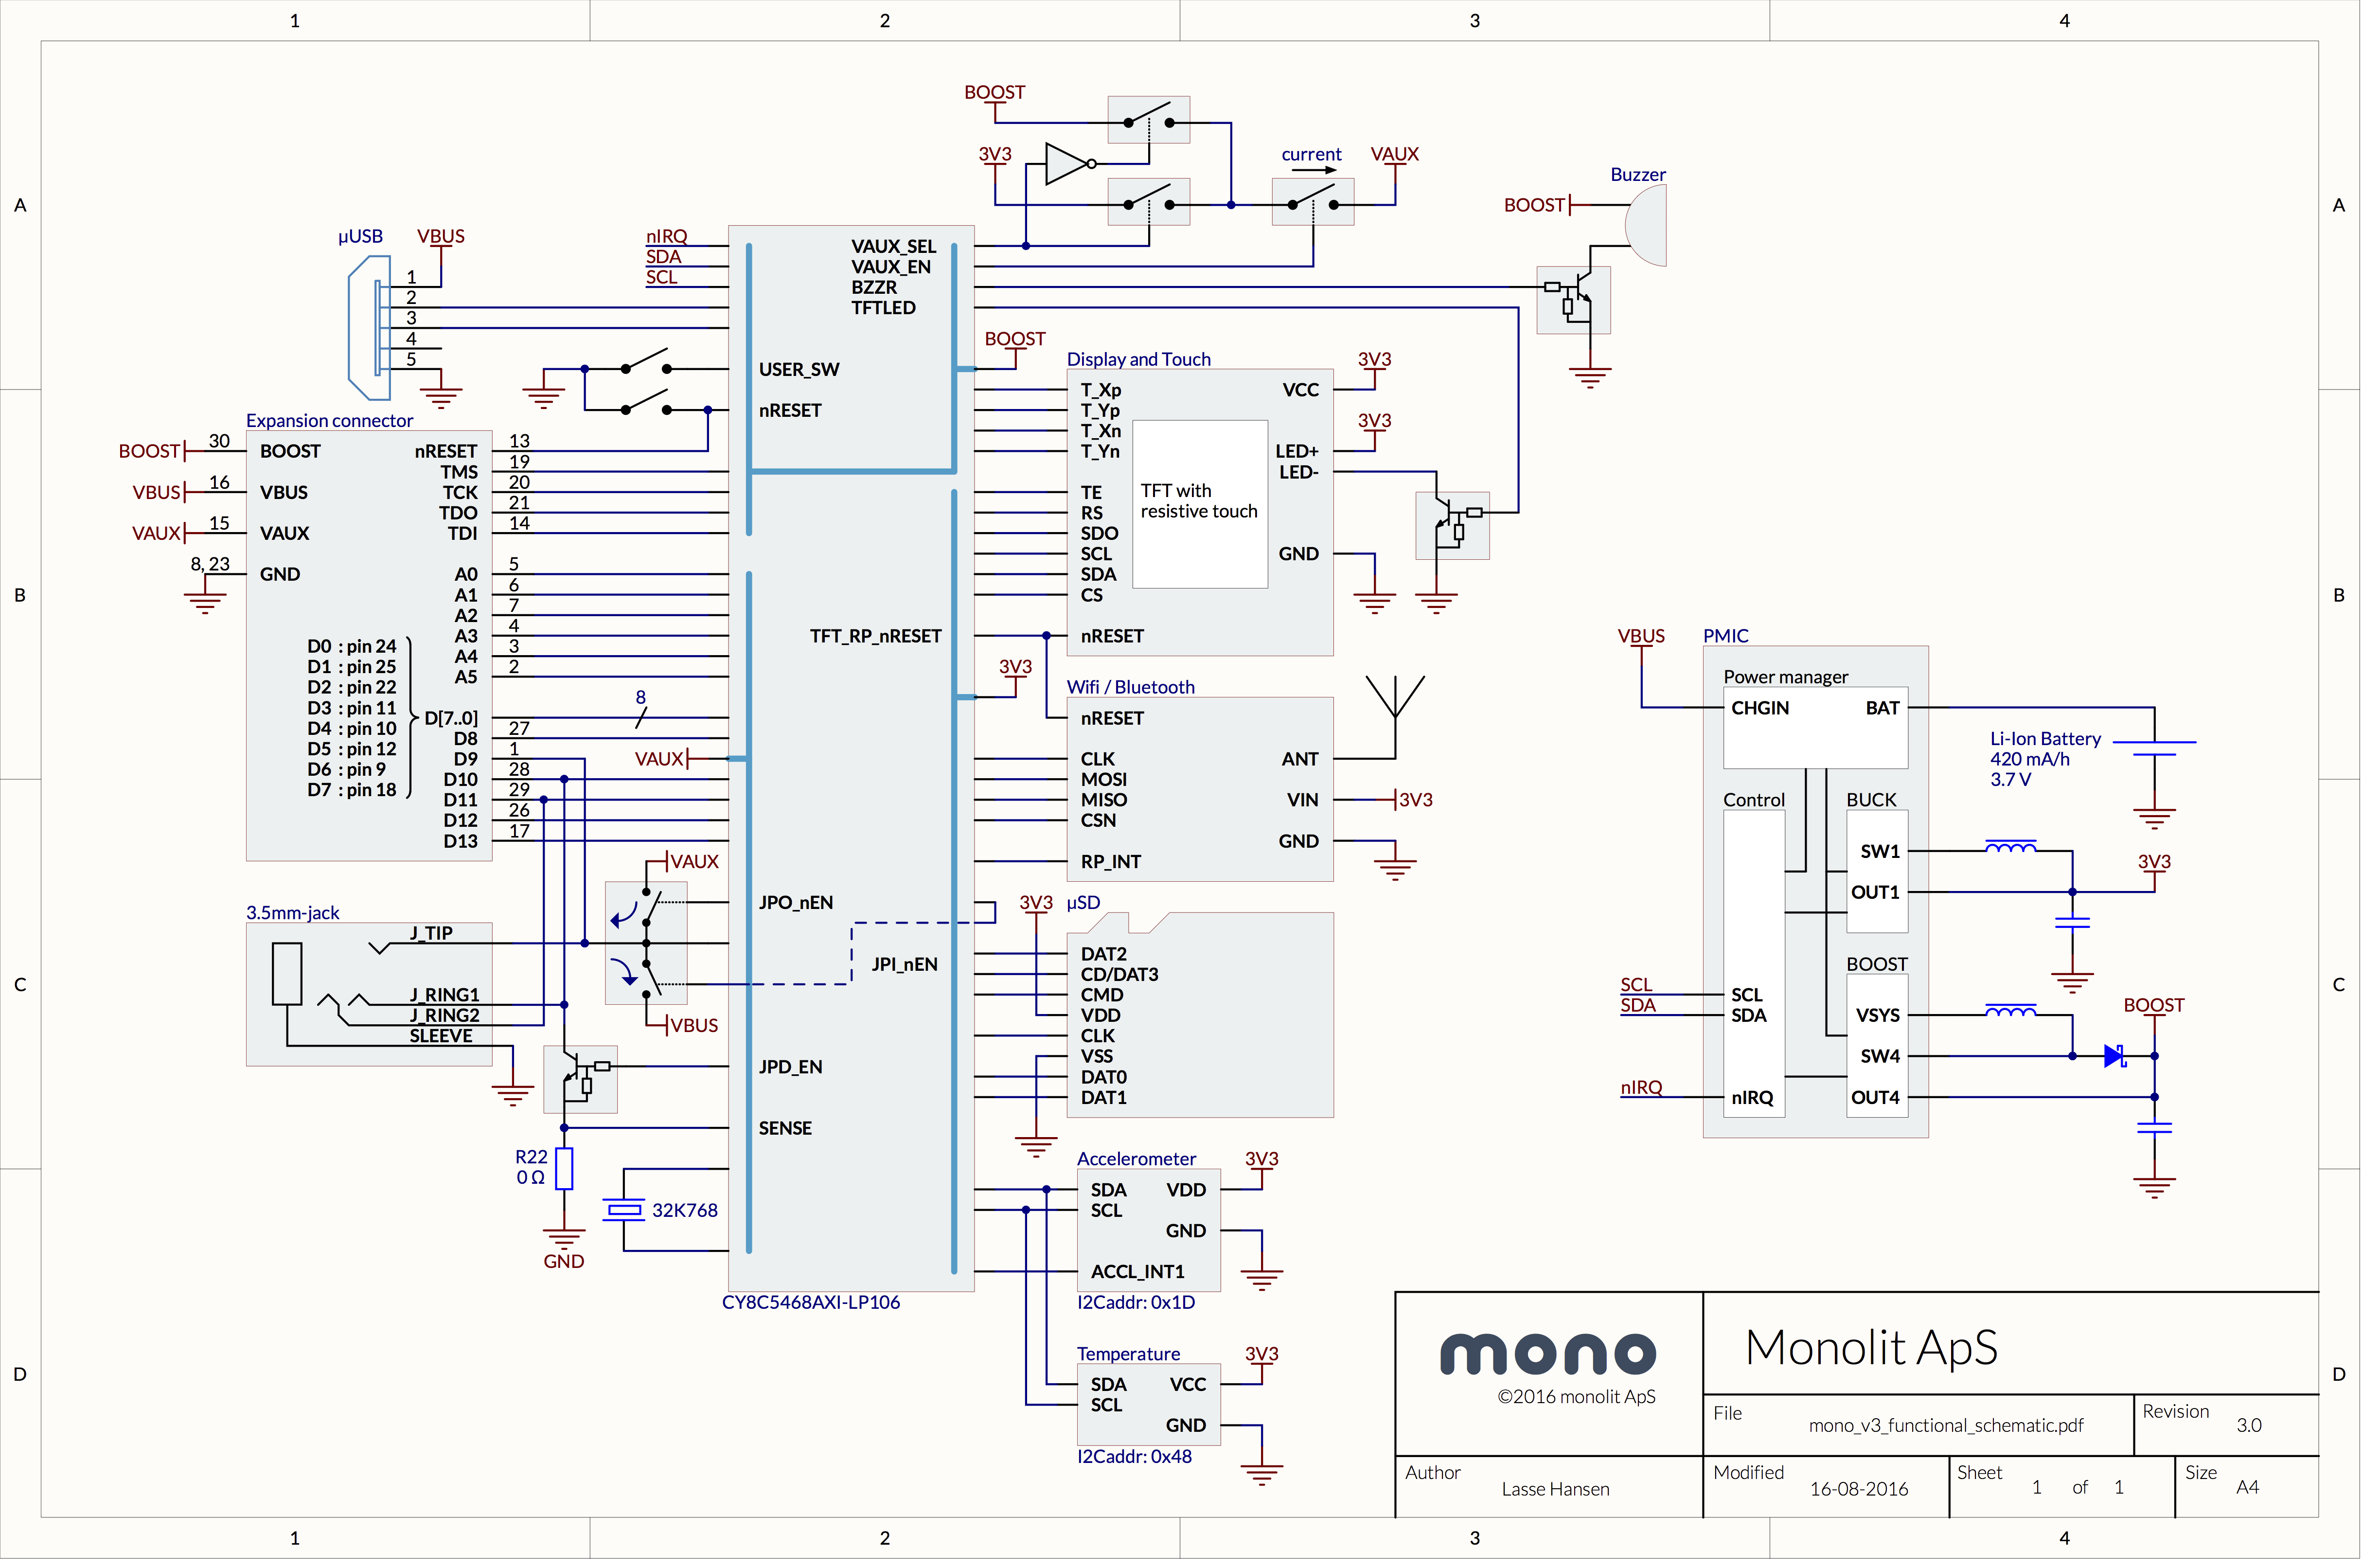 1 2 3 4
A
A
B
B
C
C
D
D
1 2 3 4
BOOST
3V3
current
VAUX
Buzzer
BOOST
µUSB
VBUS
1
2
3
4
5
nIRQ
SDA
SCL
VAUX_SEL
VAUX_EN
BZZR
TFTLED
USER_SW
nRESET
BOOST
TFT_RP_nRESET
3V3
VAUX
JPO_nEN
JPI_nEN
JPD_EN
SENSE
CY8C5468AXI-LP106
Expansion connector
BOOST 30 BOOST
VBUS 16 VBUS
VAUX 15 VAUX
8, 23 GND
nRESET 13
TMS 19
TCK 20
TDO 21
TDI 14
A0 5
A1 6
A2 7
A3 4
A4 3
A5 2
D0 : pin 24
D1 : pin 25
D2 : pin 22
D3 : pin 11
D4 : pin 10
D5 : pin 12
D6 : pin 9
D7 : pin 18
D[7..0] 8
D8 27
D9 1
D10 28
D11 29
D12 26
D13 17
VAUX
VBUS
3.5mm-jack
J_TIP
J_RING1
J_RING2
SLEEVE
R22
0 Ω
GND
32K768
Display and Touch
T_Xp
T_Yp
T_Xn
T_Yn
TE
RS
SDO
SCL
SDA
CS
nRESET
TFT with
resistive touch
VCC 3V3
LED+ 3V3
LED-
GND
Wifi / Bluetooth
nRESET
CLK
MOSI
MISO
CSN
RP_INT
ANT
VIN 3V3
GND
3V3 µSD
DAT2
CD/DAT3
CMD
VDD
CLK
VSS
DAT0
DAT1
Accelerometer
SDA VDD 3V3
SCL
GND
ACCL_INT1
I2Caddr: 0x1D
Temperature
SDA VCC 3V3
SCL
GND
I2Caddr: 0x48
VBUS
PMIC
Power manager
CHGIN BAT
Li-Ion Battery
420 mA/h
3.7 V
Control
BUCK
SW1
OUT1
3V3
BOOST
SCL SCL
SDA SDA
VSYS
SW4
OUT4
BOOST
nIRQ nIRQ
mono
©2016 monolit ApS
Monolit ApS
File mono_v3_functional_schematic.pdf
Revision 3.0
Author Lasse Hansen
Modified 16-08-2016
Sheet 1 of 1
Size A4